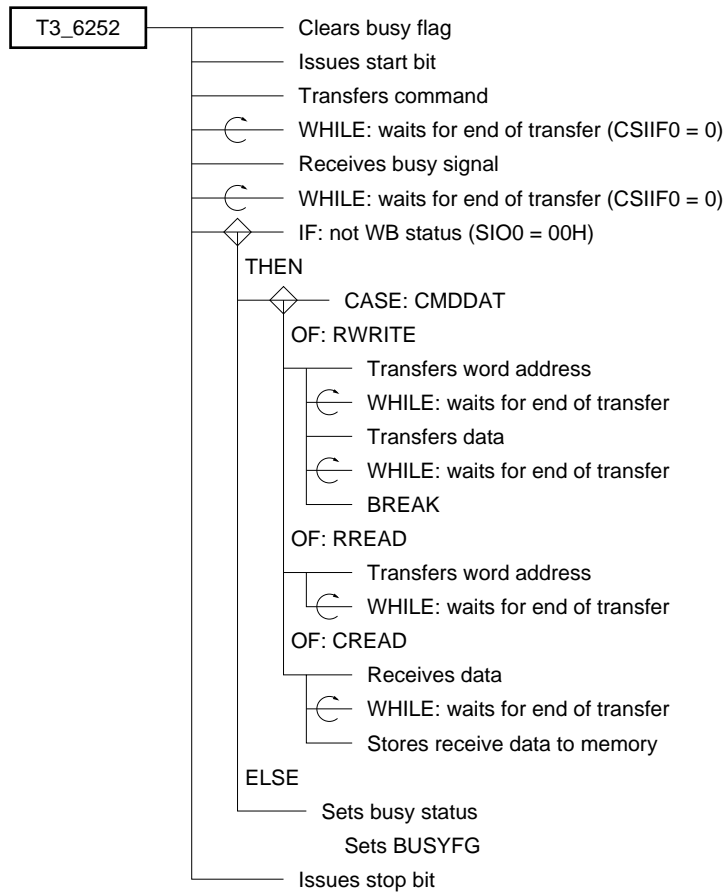 T3_6252
Clears busy flag
Issues start bit
Transfers command
WHILE: waits for end of transfer (CSIIF0 = 0)
Receives busy signal
WHILE: waits for end of transfer (CSIIF0 = 0)
IF: not WB status (SIO0 = 00H)
THEN
CASE: CMDDAT
OF: RWRITE
Transfers word address
WHILE: waits for end of transfer
Transfers data
WHILE: waits for end of transfer
BREAK
OF: RREAD
Transfers word address
WHILE: waits for end of transfer
OF: CREAD
Receives data
WHILE: waits for end of transfer
Stores receive data to memory
ELSE
Sets busy status
Sets BUSYFG
Issues stop bit